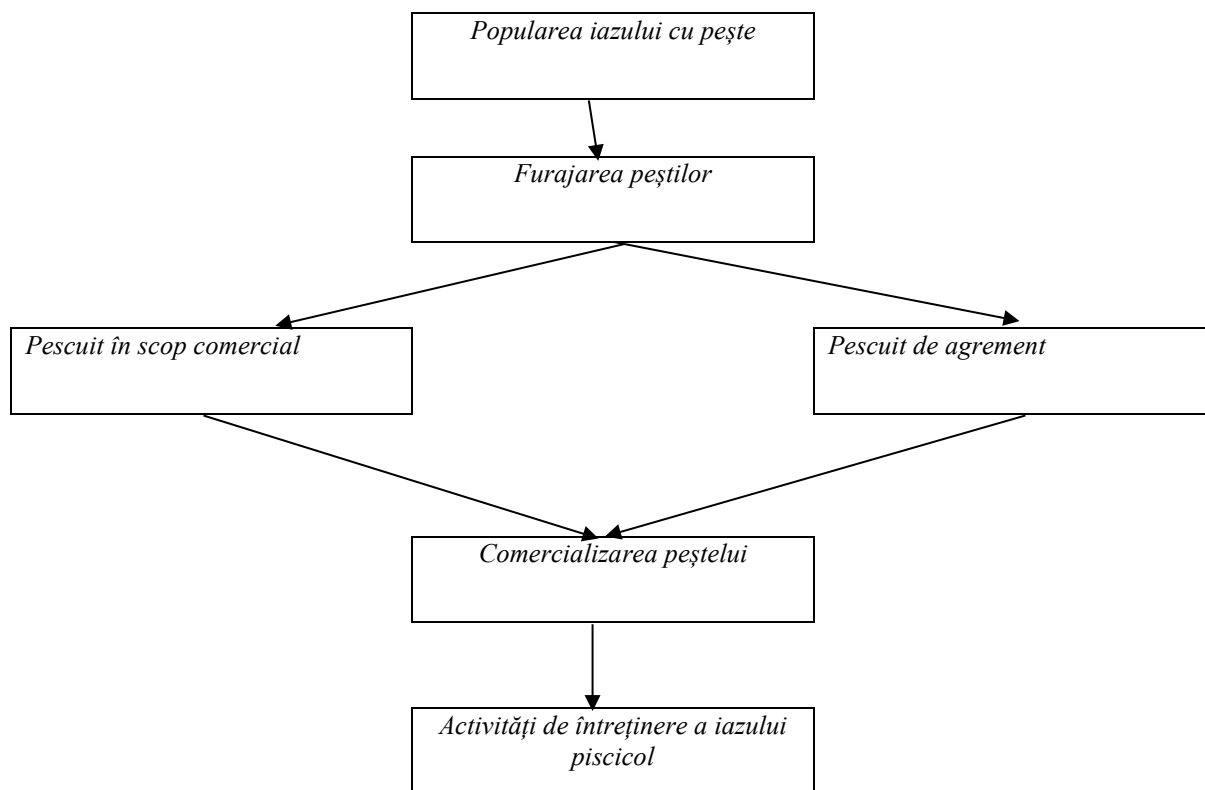 Popularea iazului cu pește
Furajarea peștilor
Pescuit în scop comercial
Pescuit de agrement
Comercializarea peștelui
Activități de întreținere a iazului
piscicol